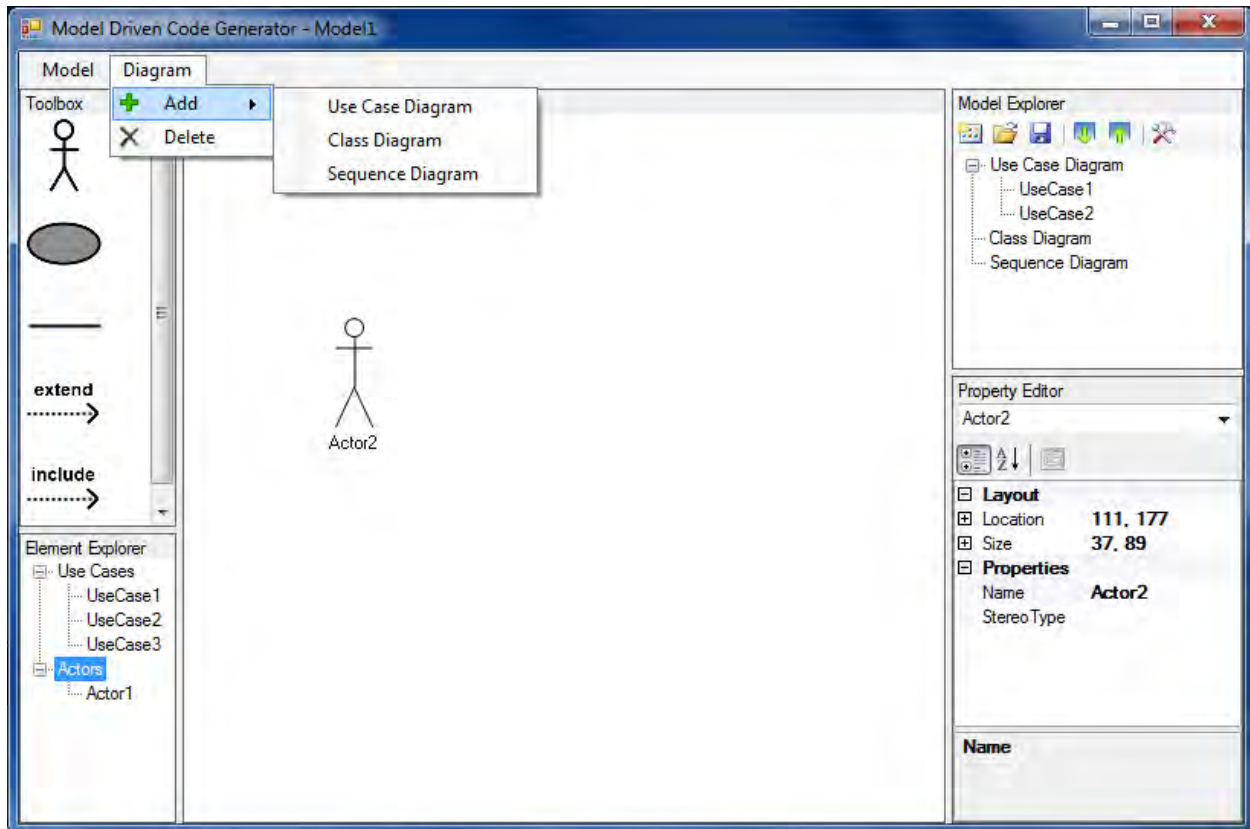 Model Driven Code Generator - Model1
Model Diagram
Toolbox
Add
Delete
Use Case Diagram
Class Diagram
Sequence Diagram
extend
include
Element Explorer
Use Cases
UseCase1
UseCase2
UseCase3
Actors
Actor1
Actor2
Model Explorer
Use Case Diagram
UseCase1
UseCase2
Class Diagram
Sequence Diagram
Property Editor
Actor2
Layout
Location 111, 177
Size 37, 89
Properties
Name Actor2
StereoType
Name